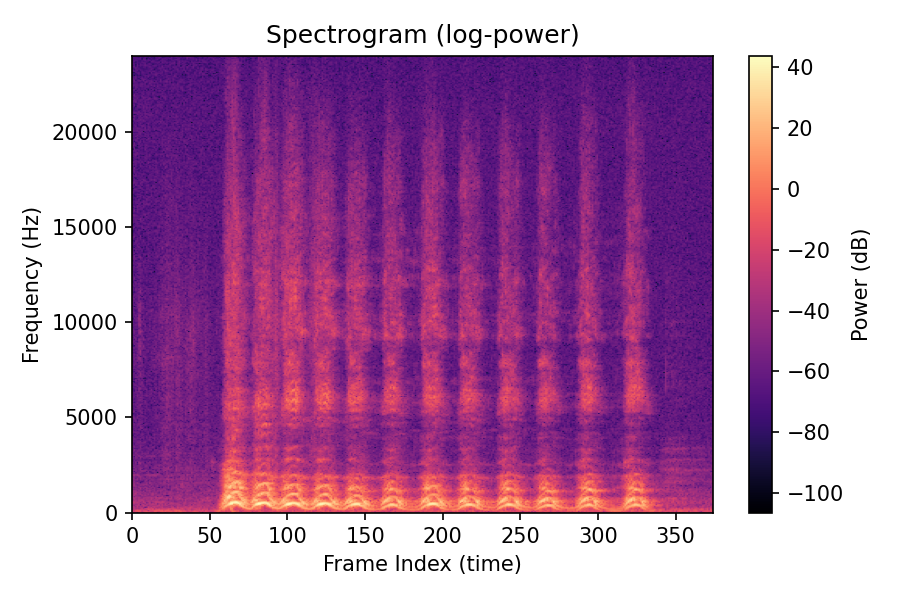 Spectrogram (log-power)
20000
15000
10000
5000
0
Frequency (Hz)
0 50 100 150 200 250 300 350
Frame Index (time)
40
20
0
−20
−40
−60
−80
−100
Power (dB)